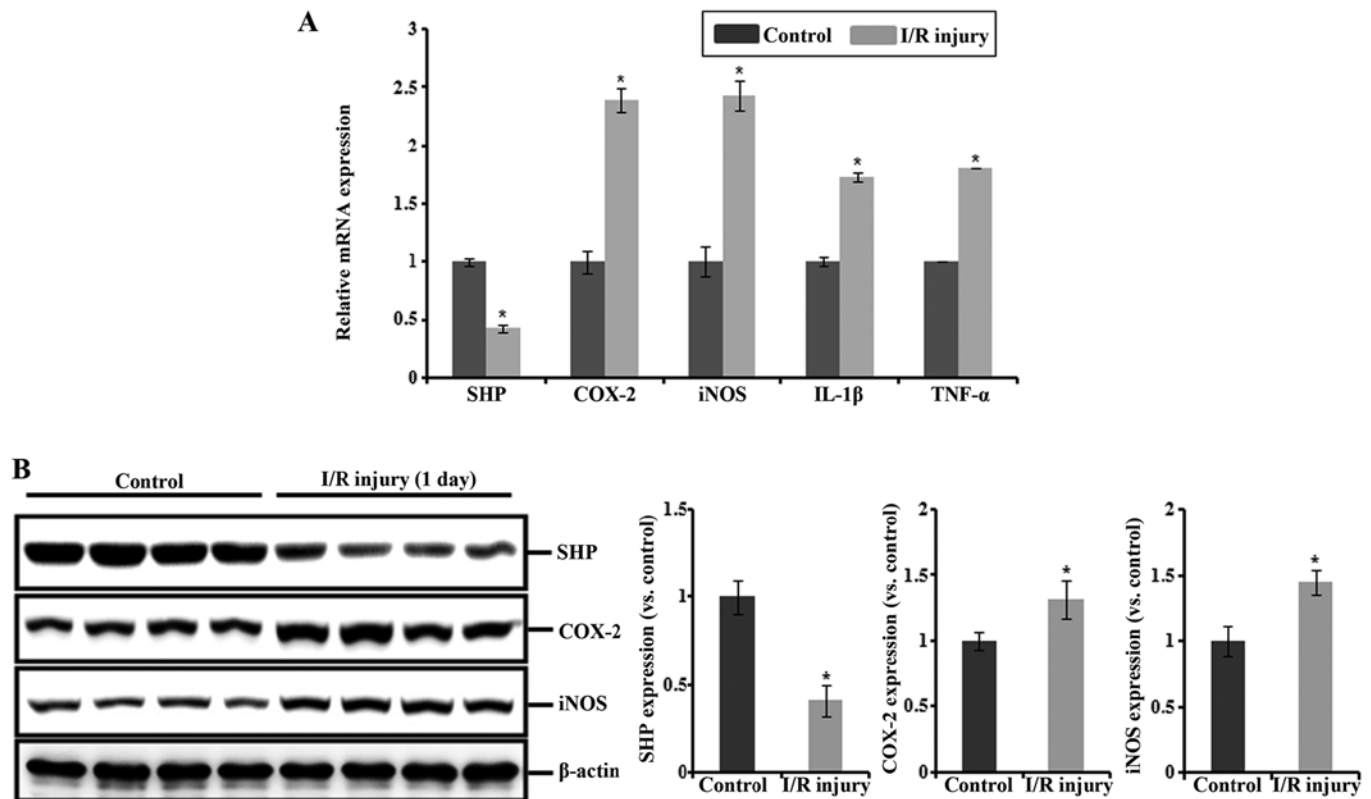 A
Control
I/R injury
Relative mRNA expression
3
2.5
2
1.5
1
0.5
0
*
*
*
*
*
SHP
COX-2
iNOS
IL-1β
TNF-α
B
Control
I/R injury (1 day)
SHP
COX-2
iNOS
β-actin
SHP expression (vs. control)
1.5
1
0.5
0
*
Control
I/R injury
COX-2 expression (vs. control)
2
1.5
1
0.5
0
*
Control
I/R injury
iNOS expression (vs. control)
2
1.5
1
0.5
0
*
Control
I/R injury